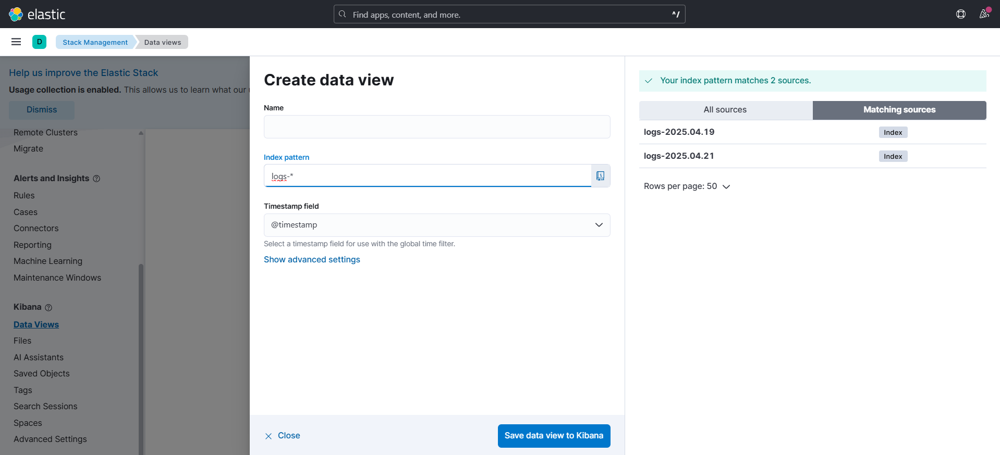 elastic
Find apps, content, and more.
^/
D
Stack Management
Data views
Help us improve the Elastic Stack
Usage collection is enabled. This allows us to learn what our
Dismiss
Remote Clusters
Migrate
Alerts and Insights
Rules
Cases
Connectors
Reporting
Machine Learning
Maintenance Windows
Kibana
Data Views
Files
AI Assistants
Saved Objects
Tags
Search Sessions
Spaces
Advanced Settings
Create data view
Name
Index pattern
logs-*
Timestamp field
@timestamp
Select a timestamp field for use with the global time filter.
Show advanced settings
Close
Save data view to Kibana
Your index pattern matches 2 sources.
All sources
Matching sources
logs-2025.04.19
Index
logs-2025.04.21
Index
Rows per page: 50